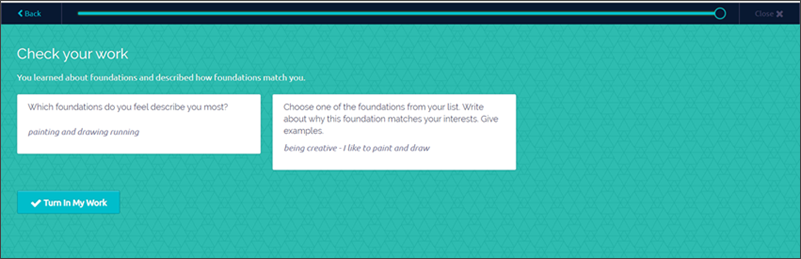 Back
Close
Check your work
You learned about foundations and described how foundations match you.
Which foundations do you feel describe you most?
painting and drawing running
Choose one of the foundations from your list. Write
about why this foundation matches your interests. Give
examples.
being creative - I like to paint and draw
Turn In My Work